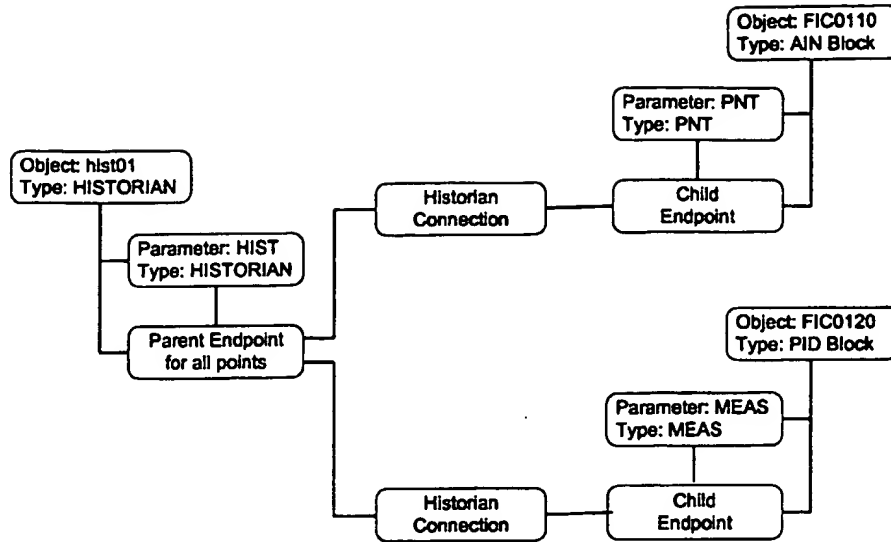 Object: FIC0110
Type: AIN Block
Parameter: PNT
Type: PNT
Object: hist01
Type: HISTORIAN
Historian
Connection
Child
Endpoint
Parameter: HIST
Type: HISTORIAN
Parent Endpoint
for all points
Object: FIC0120
Type: PID Block
Parameter: MEAS
Type: MEAS
Historian
Connection
Child
Endpoint